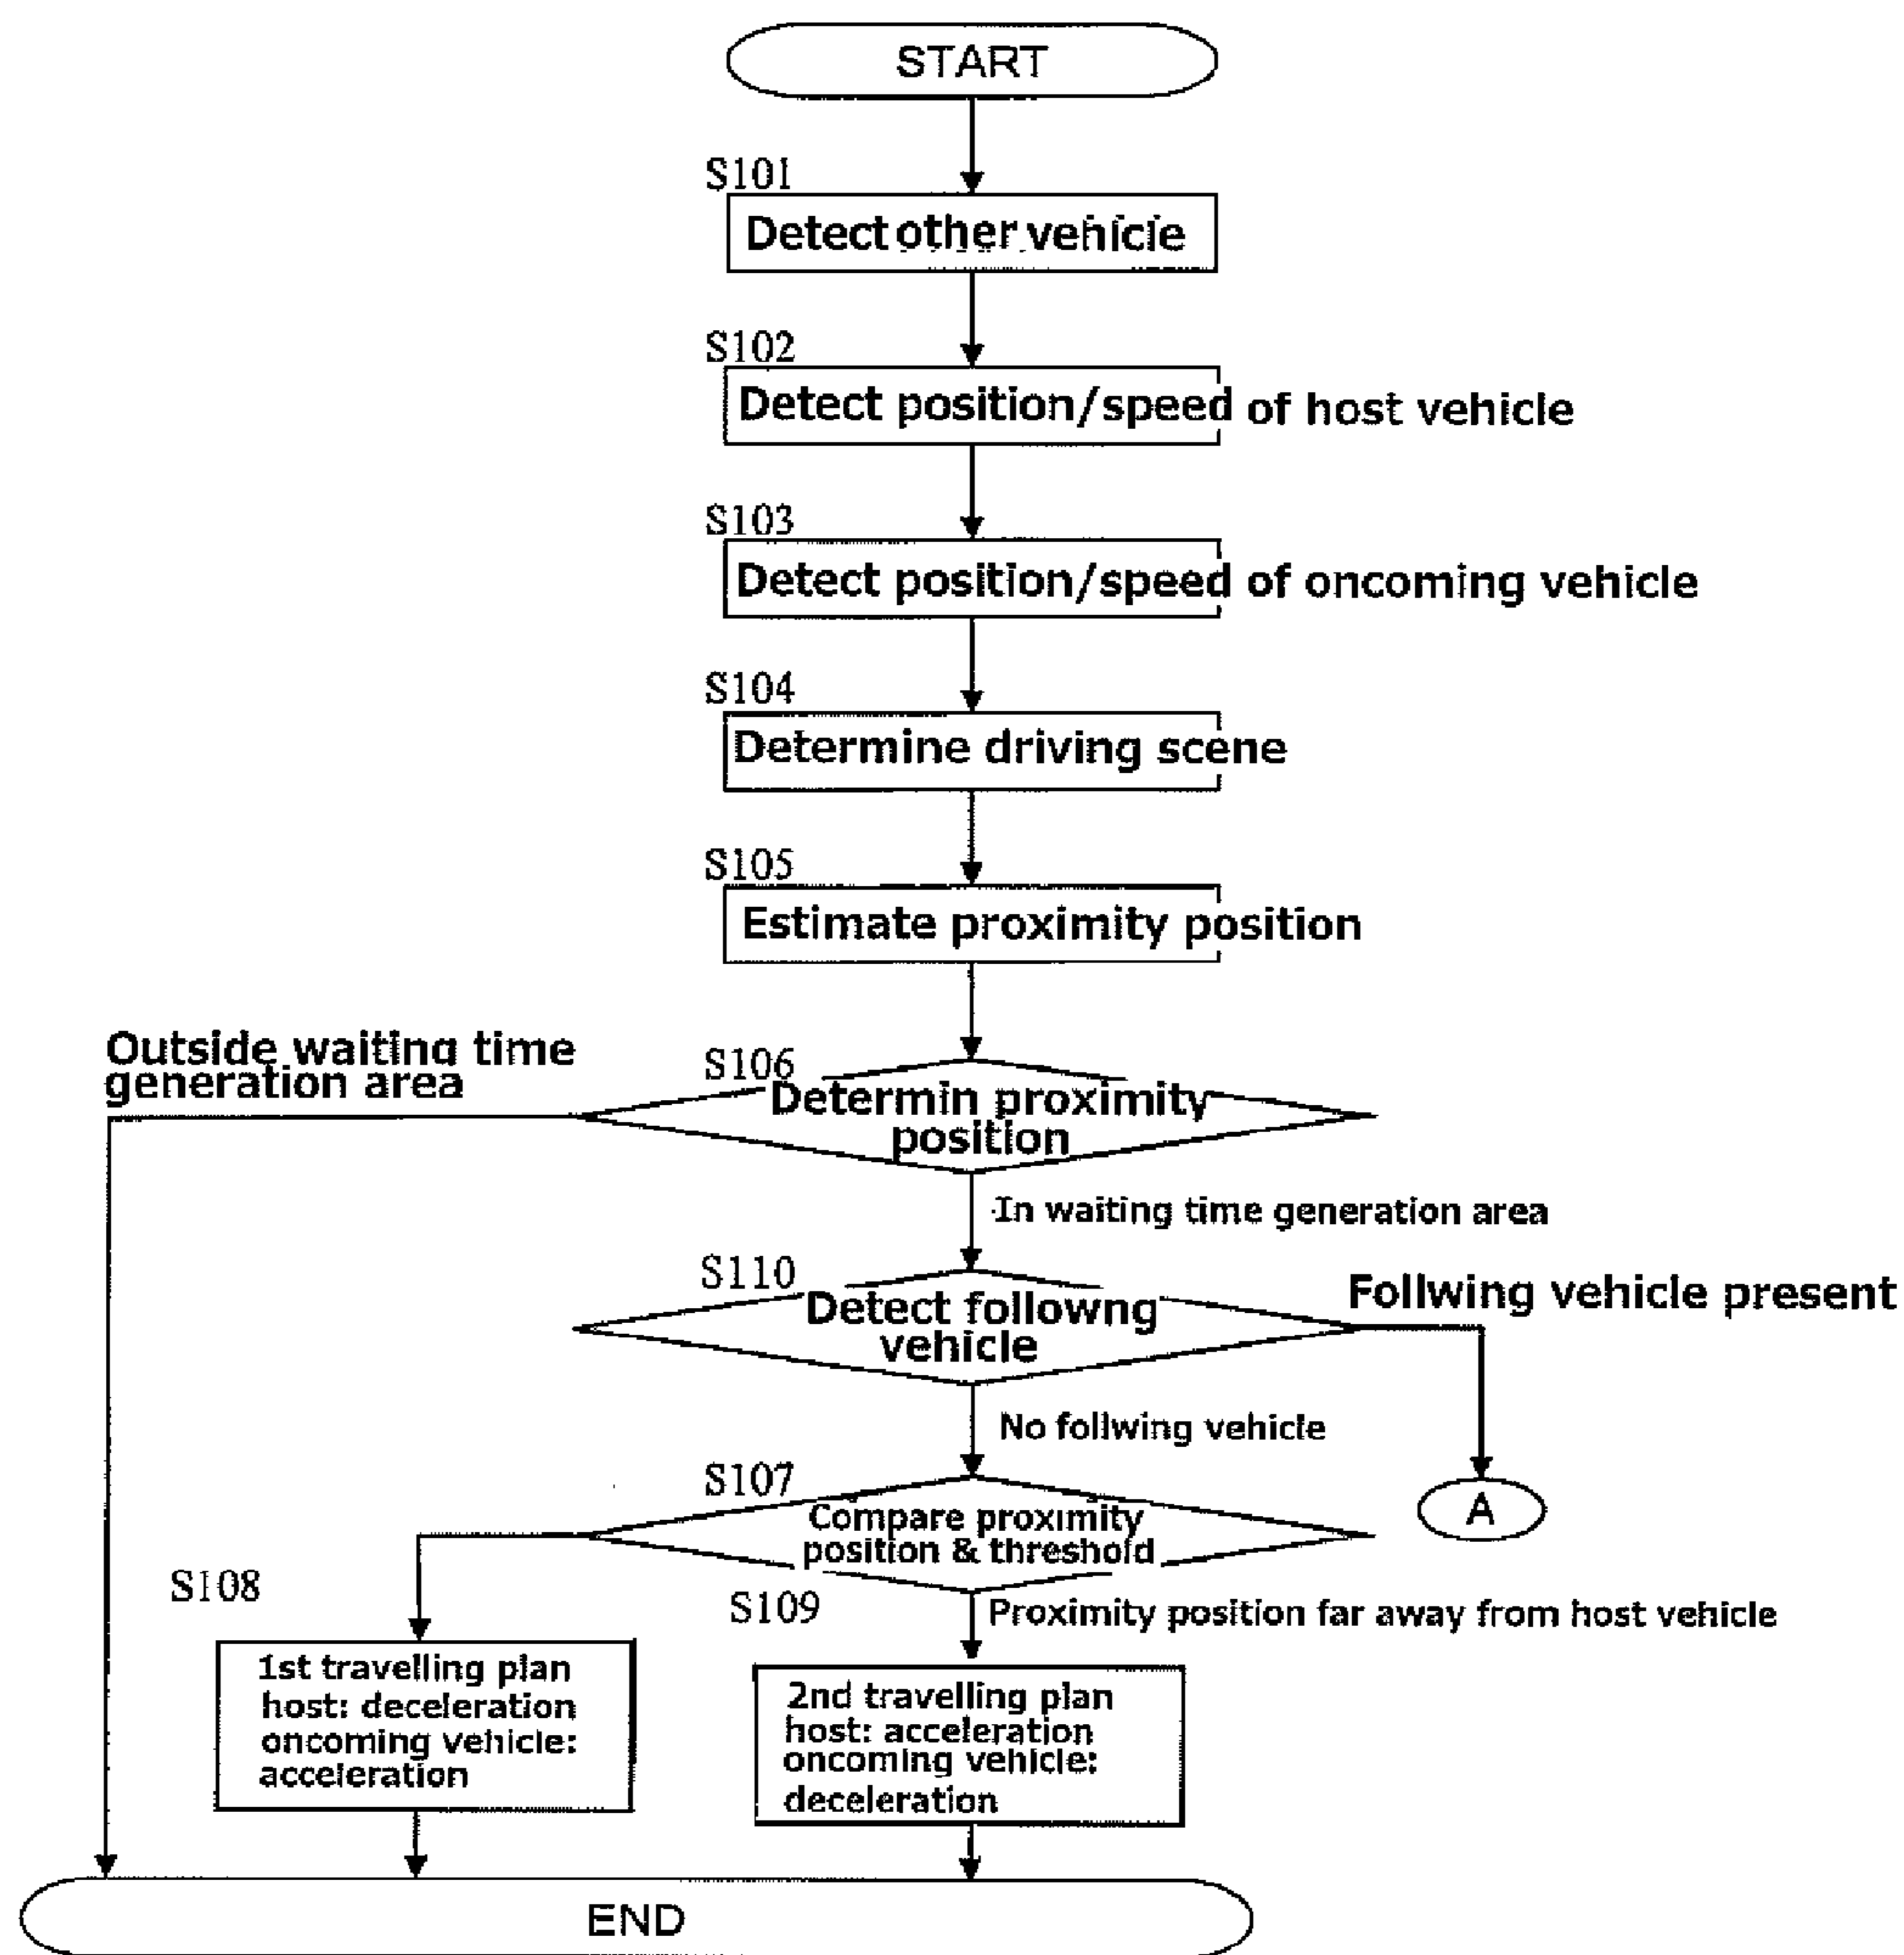 START
S101
Detect other vehicle
S102
Detect position/speed of host vehicle
S103
Detect position/speed of oncoming vehicle
S104
Determine driving scene
S105
Estimate proximity position
Outside waiting time
generation area
S106
Determin proximity
position
In waiting time generation area
S110
Detect followng
vehicle
Follwing vehicle present
No follwing vehicle
A
S107
Compare proximity
position & threshold
S108
S109
Proximity position far away from host vehicle
1st travelling plan
host: deceleration
oncoming vehicle:
acceleration
2nd travelling plan
host: acceleration
oncoming vehicle:
deceleration
END